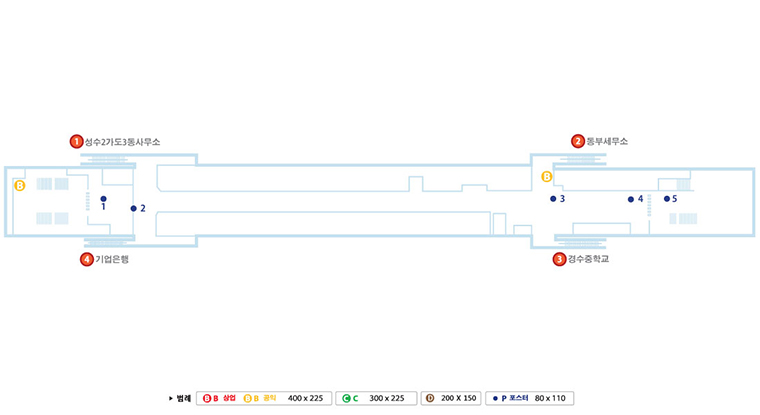 1 성수2가도3동사무소
2 동부세무소
B
B
1
2
3
4
5
4 기업은행
3 경수중학교
▶ 범례 B B 상업 B B 공익 400 x 225 C C 300 x 225 D 200 X 150 P 포스터 80 x 110